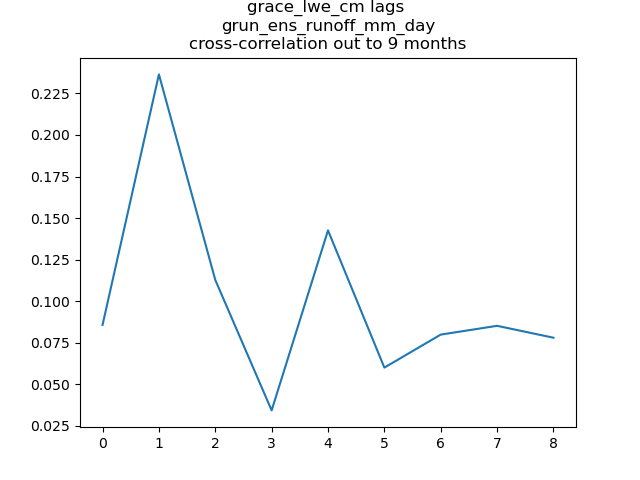 grace_lwe_cm lags
grun_ens_runoff_mm_day
cross-correlation out to 9 months
0.225
0.200
0.175
0.150
0.125
0.100
0.075
0.050
0.025
0 1 2 3 4 5 6 7 8